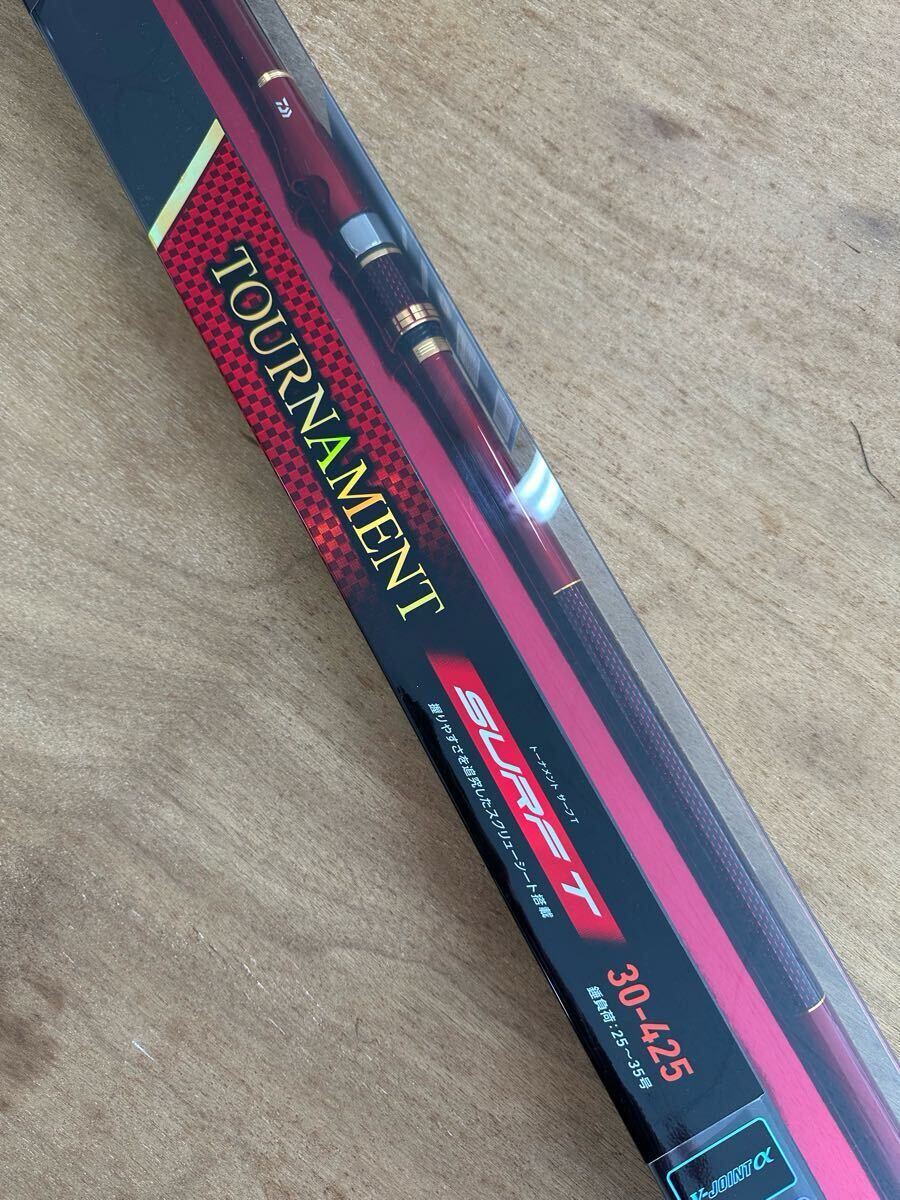 TOURNAMENT
トーナメント サーフT
SURF T
握りやすさを追究したスクリューシート搭載
30-425
錘負荷:25〜35号
V-JOINTα